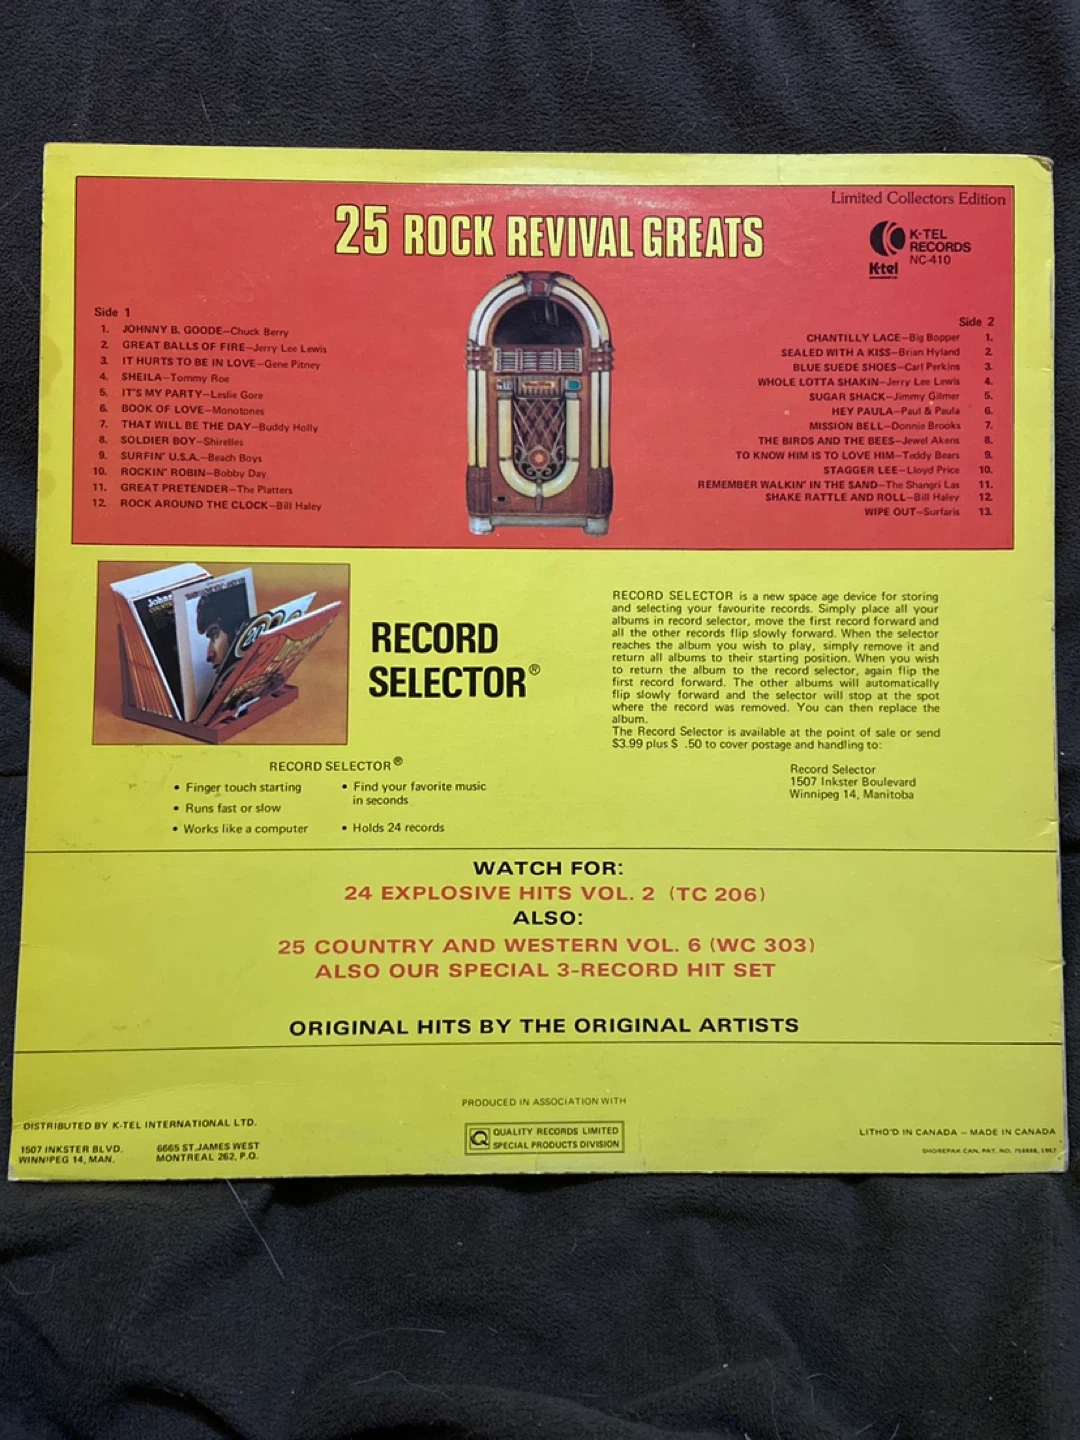 Limited Collectors Edition
25 ROCK REVIVAL GREATS
K-TEL
RECORDS
NC-410
K-tel
Side 1
1. JOHNNY B. GOODE—Chuck Berry
2. GREAT BALLS OF FIRE—Jerry Lee Lewis
3. IT HURTS TO BE IN LOVE—Gene Pitney
4. SHEILA—Tommy Roe
5. IT'S MY PARTY—Leslie Gore
6. BOOK OF LOVE—Monotones
7. THAT WILL BE THE DAY—Buddy Holly
8. SOLDIER BOY—Shirelles
9. SURFIN' U.S.A.—Beach Boys
10. ROCKIN' ROBIN—Bobby Day
11. GREAT PRETENDER—The Platters
12. ROCK AROUND THE CLOCK—Bill Haley
Side 2
CHANTILLY LACE—Big Bopper 1.
SEALED WITH A KISS—Brian Hyland 2.
BLUE SUEDE SHOES—Carl Perkins 3.
WHOLE LOTTA SHAKIN—Jerry Lee Lewis 4.
SUGAR SHACK—Jimmy Gilmer 5.
HEY PAULA—Paul & Paula 6.
MISSION BELL—Donnie Brooks 7.
THE BIRDS AND THE BEES—Jewel Akens 8.
TO KNOW HIM IS TO LOVE HIM—Teddy Bears 9.
STAGGER LEE—Lloyd Price 10.
REMEMBER WALKIN' IN THE SAND—The Shangri Las 11.
SHAKE RATTLE AND ROLL—Bill Haley 12.
WIPE OUT—Surfaris 13.
RECORD
SELECTOR®
RECORD SELECTOR is a new space age device for storing
and selecting your favourite records. Simply place all your
albums in record selector, move the first record forward and
all the other records flip slowly forward. When the selector
reaches the album you wish to play, simply remove it and
return all albums to their starting position. When you wish
to return the album to the record selector, again flip the
first record forward. The other albums will automatically
flip slowly forward and the selector will stop at the spot
where the record was removed. You can then replace the
album.
The Record Selector is available at the point of sale or send
$3.99 plus $ .50 to cover postage and handling to:
Record Selector
1507 Inkster Boulevard
Winnipeg 14, Manitoba
RECORD SELECTOR®
• Finger touch starting
• Runs fast or slow
• Works like a computer
• Find your favorite music
in seconds
• Holds 24 records
WATCH FOR:
24 EXPLOSIVE HITS VOL. 2 (TC 206)
ALSO:
25 COUNTRY AND WESTERN VOL. 6 (WC 303)
ALSO OUR SPECIAL 3-RECORD HIT SET
ORIGINAL HITS BY THE ORIGINAL ARTISTS
PRODUCED IN ASSOCIATION WITH
Q QUALITY RECORDS LIMITED
SPECIAL PRODUCTS DIVISION
DISTRIBUTED BY K-TEL INTERNATIONAL LTD.
1507 INKSTER BLVD.
WINNIPEG 14, MAN.
6665 ST. JAMES WEST
MONTREAL 262, P.Q.
LITHO'D IN CANADA — MADE IN CANADA
SHOREPAK CAN. PAT. NO. 758888, 1967